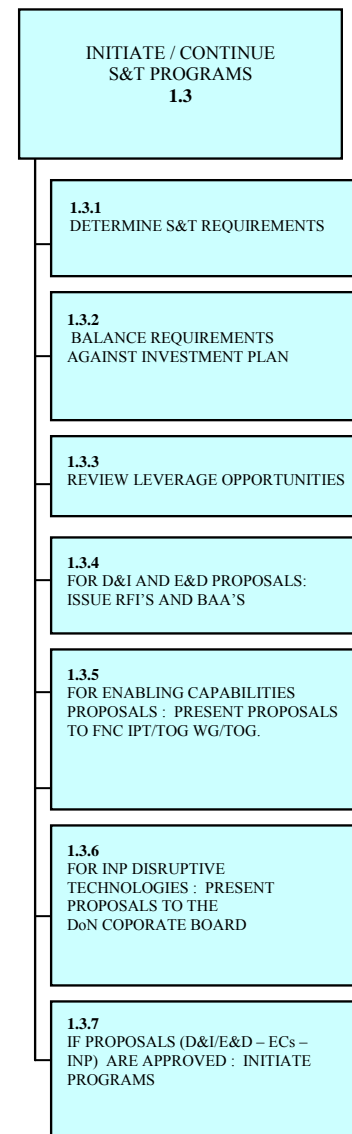 INITIATE / CONTINUE
S&T PROGRAMS
1.3
1.3.1
DETERMINE S&T REQUIREMENTS
1.3.2
BALANCE REQUIREMENTS
AGAINST INVESTMENT PLAN
1.3.3
REVIEW LEVERAGE OPPORTUNITIES
1.3.4
FOR D&I AND E&D PROPOSALS:
ISSUE RFI'S AND BAA'S
1.3.5
FOR ENABLING CAPABILITIES
PROPOSALS : PRESENT PROPOSALS
TO FNC IPT/TOG WG/TOG.
1.3.6
FOR INP DISRUPTIVE
TECHNOLOGIES : PRESENT
PROPOSALS TO THE
DoN COPORATE BOARD
1.3.7
IF PROPOSALS (D&I/E&D – ECs –
INP) ARE APPROVED : INITIATE
PROGRAMS